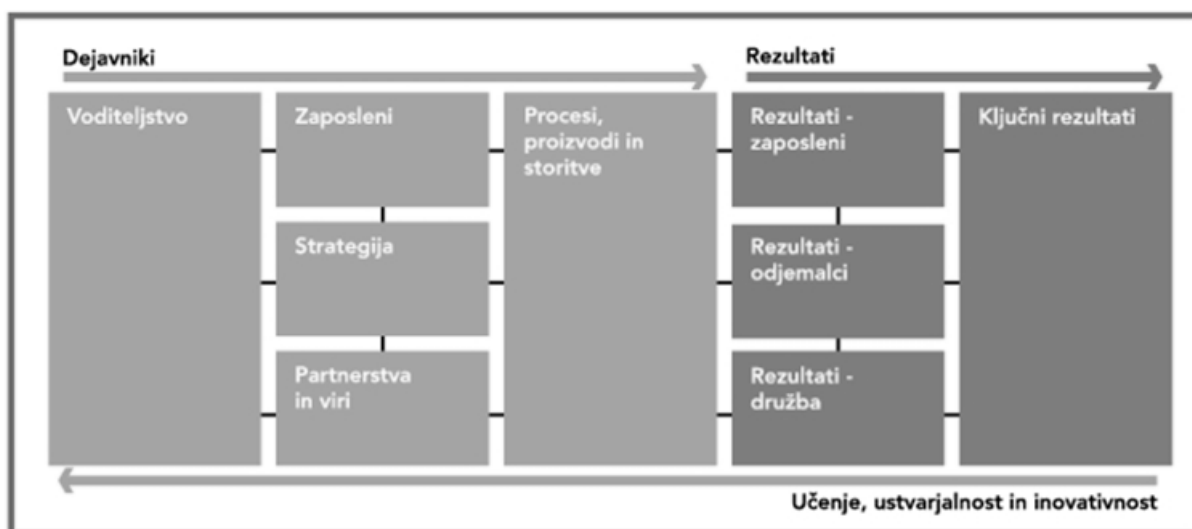 Dejavniki
Rezultati
Voditeljstvo
Zaposleni
Strategija
Partnerstva
in viri
Procesi,
proizvodi in
storitve
Rezultati -
zaposleni
Rezultati -
odjemalci
Rezultati -
družba
Ključni rezultati
Učenje, ustvarjalnost in inovativnost